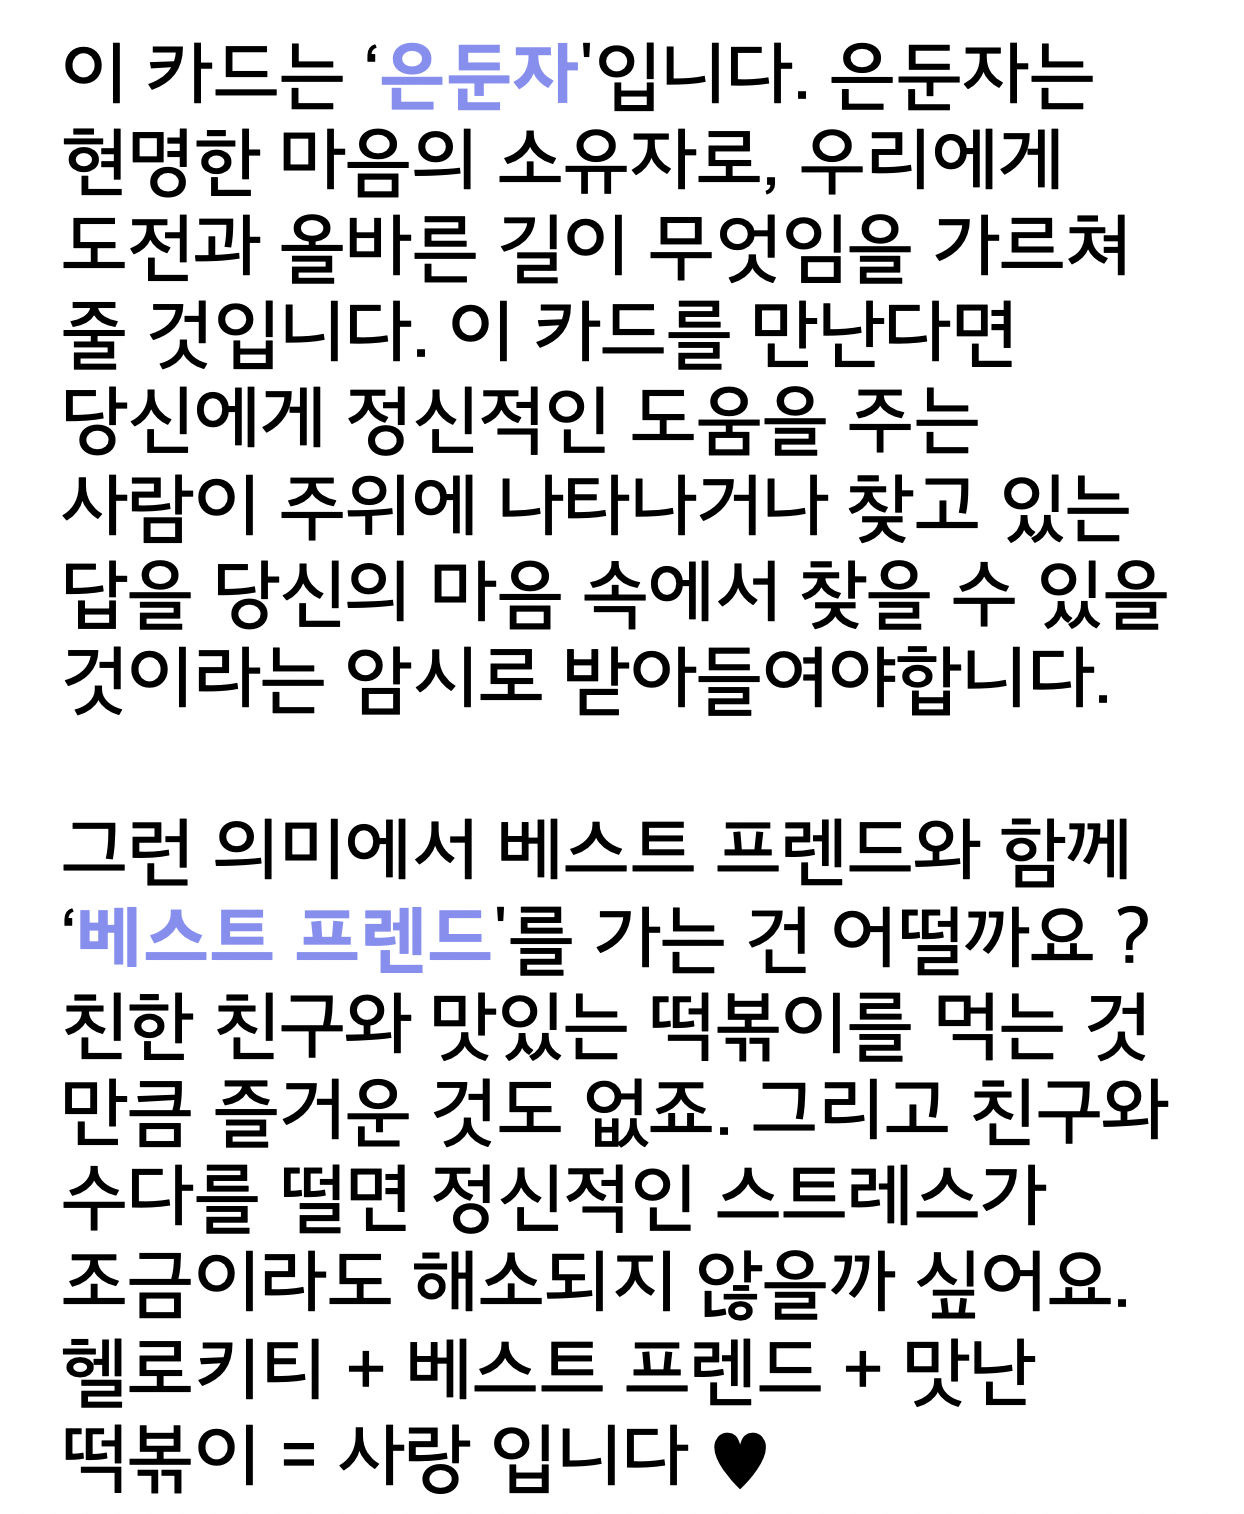 이 카드는 ‘은둔자'입니다. 은둔자는
현명한 마음의 소유자로, 우리에게
도전과 올바른 길이 무엇임을 가르쳐
줄 것입니다. 이 카드를 만난다면
당신에게 정신적인 도움을 주는
사람이 주위에 나타나거나 찾고 있는
답을 당신의 마음 속에서 찾을 수 있을
것이라는 암시로 받아들여야합니다.
그런 의미에서 베스트 프렌드와 함께
‘베스트 프렌드'를 가는 건 어떨까요 ?
친한 친구와 맛있는 떡볶이를 먹는 것
만큼 즐거운 것도 없죠. 그리고 친구와
수다를 떨면 정신적인 스트레스가
조금이라도 해소되지 않을까 싶어요.
헬로키티 + 베스트 프렌드 + 맛난
떡볶이 = 사랑 입니다 ♥